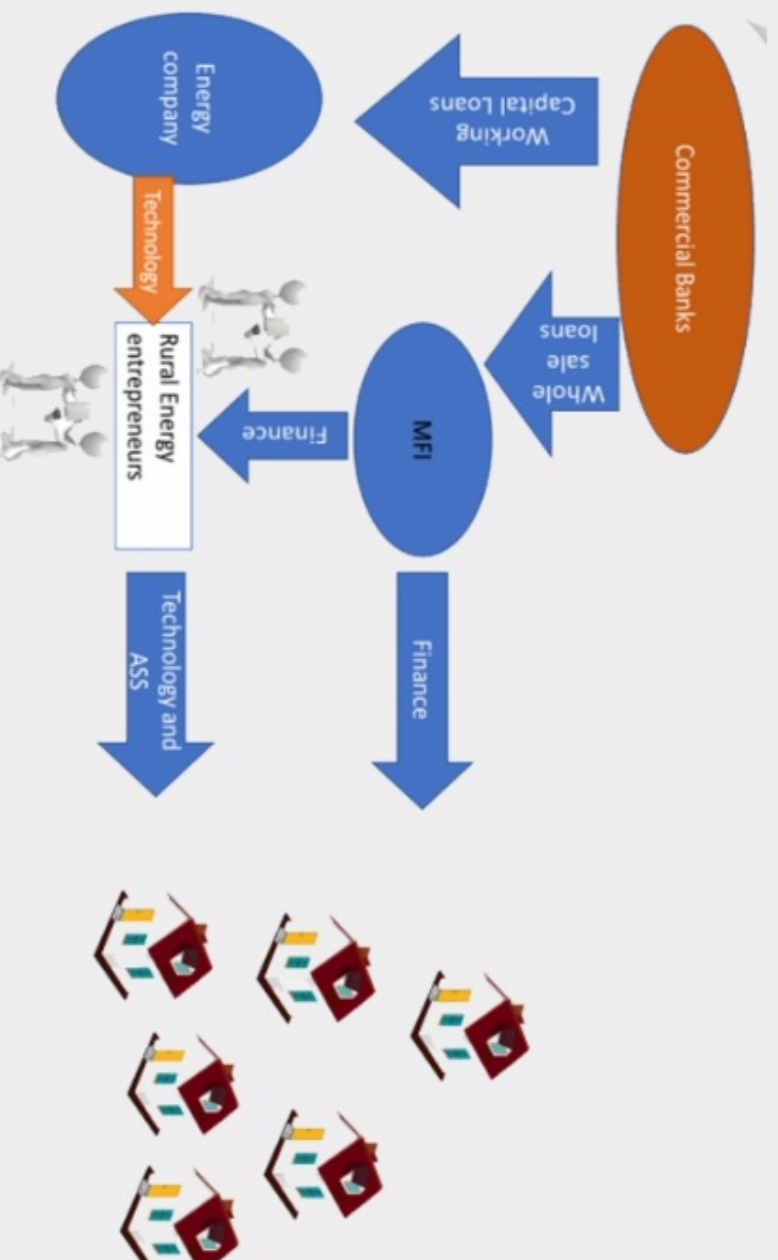 Commercial Banks
Working
Capital Loans
Whole
sale
loans
Energy
company
Technology
MFI
Finance
Rural Energy
entrepreneurs
Finance
Technology and
ASS